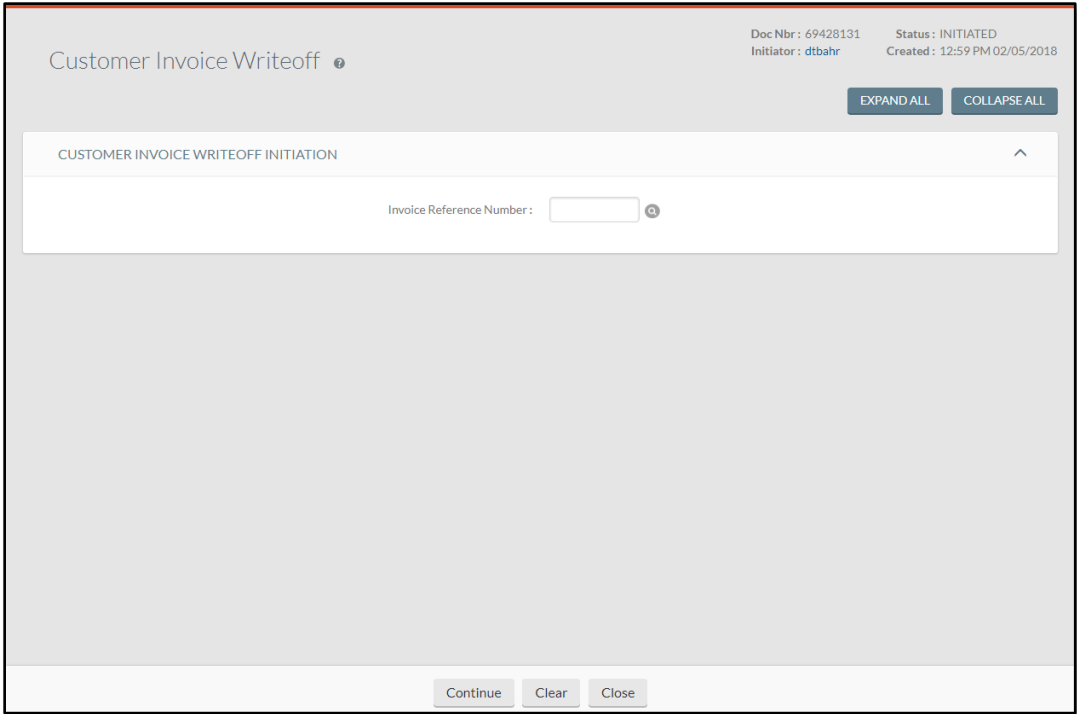 Customer Invoice Writeoff
Doc Nbr : 69428131 Status : INITIATED
Initiator : dtbahr Created : 12:59 PM 02/05/2018
EXPAND ALL COLLAPSE ALL
CUSTOMER INVOICE WRITEOFF INITIATION
Invoice Reference Number :
Continue Clear Close